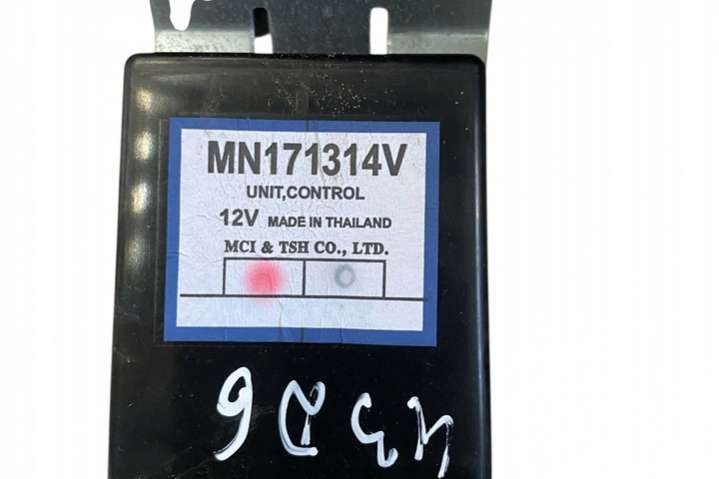 MN171314V
UNIT,CONTROL
12V MADE IN THAILAND
MCI & TSH CO., LTD.